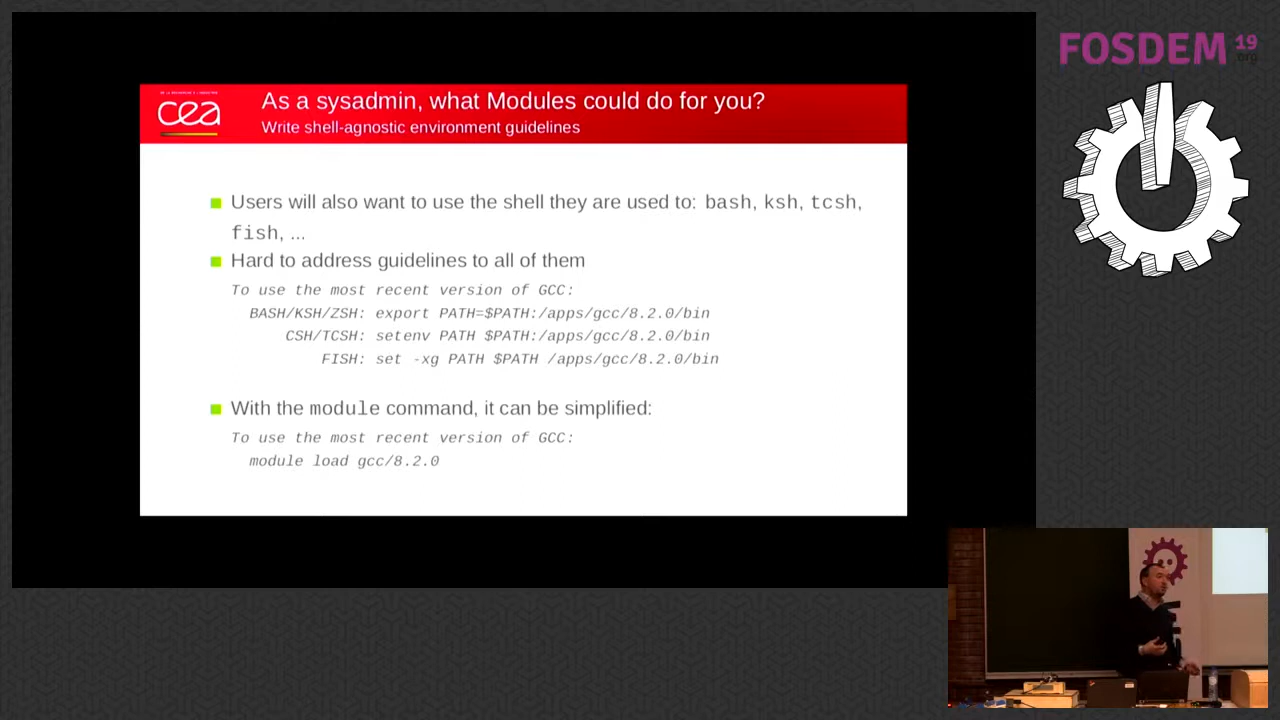 FOSDEM 19
.org
cea
As a sysadmin, what Modules could do for you?
Write shell-agnostic environment guidelines
Users will also want to use the shell they are used to: bash, ksh, tcsh,
fish, ...
Hard to address guidelines to all of them
To use the most recent version of GCC:
BASH/KSH/ZSH: export PATH=$PATH:/apps/gcc/8.2.0/bin
CSH/TCSH: setenv PATH $PATH:/apps/gcc/8.2.0/bin
FISH: set -xg PATH $PATH /apps/gcc/8.2.0/bin
With the module command, it can be simplified:
To use the most recent version of GCC:
module load gcc/8.2.0